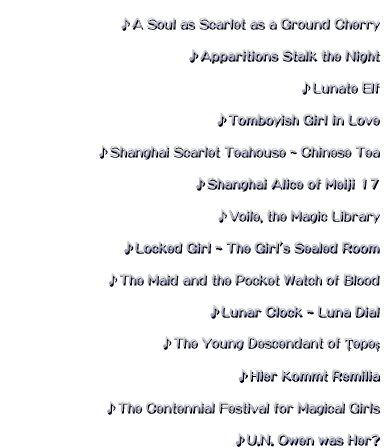 ♪A Soul as Scarlet as a Ground Cherry
♪Apparitions Stalk the Night
♪Lunate Elf
♪Tomboyish Girl in Love
♪Shanghai Scarlet Teahouse ~ Chinese Tea
♪Shanghai Alice of Meiji 17
♪Voile, the Magic Library
♪Locked Girl ~ The Girl's Sealed Room
♪The Maid and the Pocket Watch of Blood
♪Lunar Clock ~ Luna Dial
♪The Young Descendant of Ţepeş
♪Hier Kommt Remilia
♪The Centennial Festival for Magical Girls
♪U.N. Owen was Her?